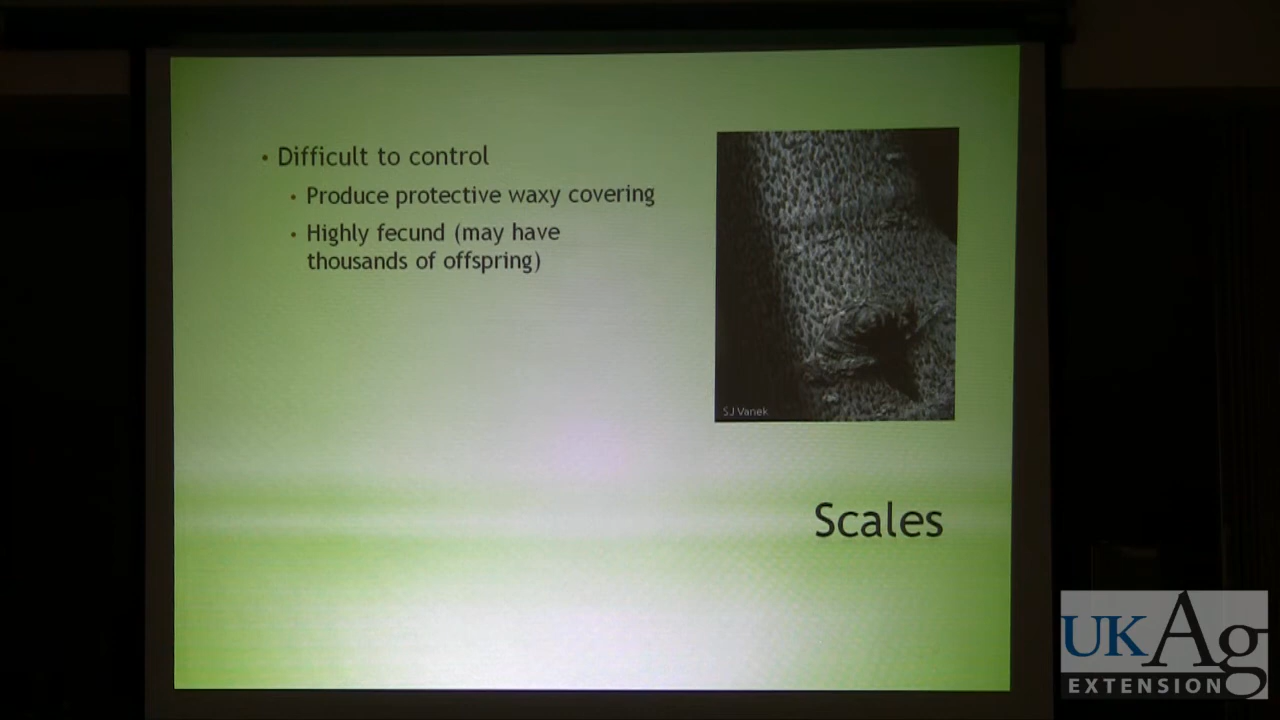 • Difficult to control
• Produce protective waxy covering
• Highly fecund (may have
thousands of offspring)
SJ Vanek
Scales
UKAg
EXTENSION